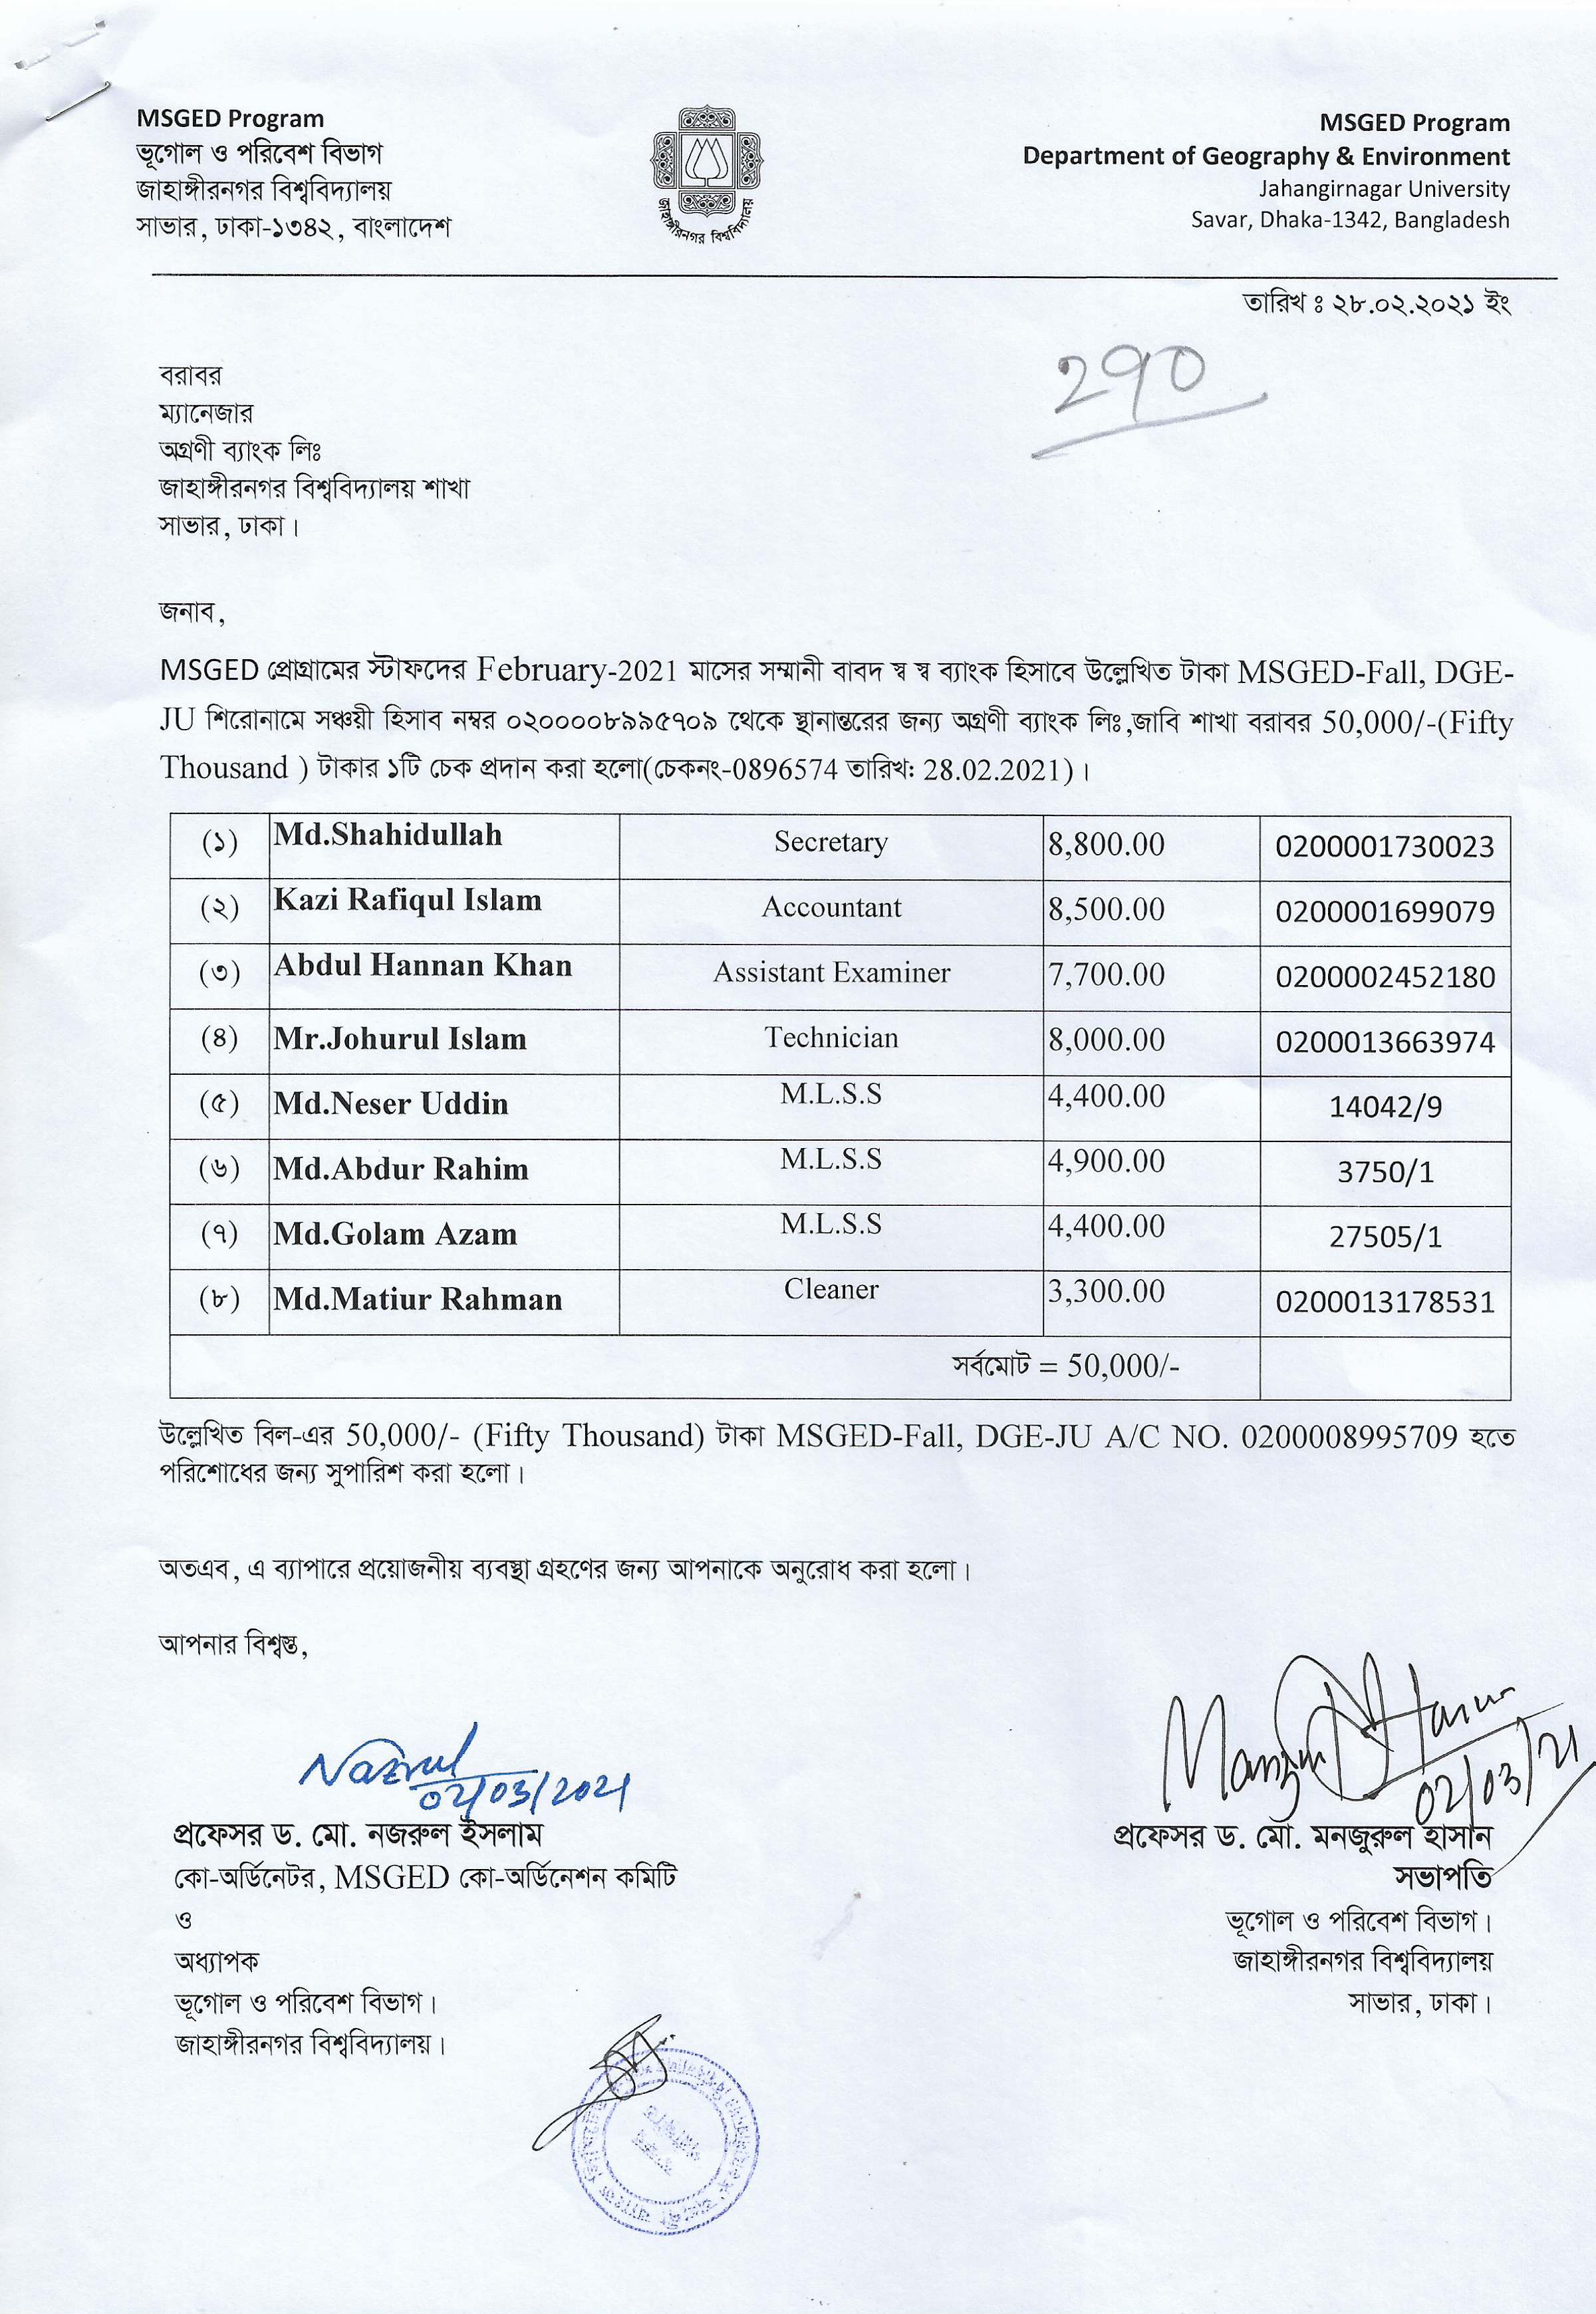 MSGED Program
ভূগোল ও পরিবেশ বিভাগ
জাহাঙ্গীরনগর বিশ্ববিদ্যালয়
সাভার, ঢাকা-১৩৪২, বাংলাদেশ
জাহাঙ্গীরনগর বিশ্ববিদ্যালয়
MSGED Program
Department of Geography & Environment
Jahangirnagar University
Savar, Dhaka-1342, Bangladesh
তারিখ ঃ ২৮.০২.২০২১ ইং
২৭০
বরাবর
ম্যানেজার
অগ্রণী ব্যাংক লিঃ
জাহাঙ্গীরনগর বিশ্ববিদ্যালয় শাখা
সাভার, ঢাকা।
জনাব,
MSGED প্রোগ্রামের স্টাফদের February-2021 মাসের সম্মানী বাবদ স্ব স্ব ব্যাংক হিসাবে উল্লেখিত টাকা MSGED-Fall, DGE-
JU শিরোনামে সঞ্চয়ী হিসাব নম্বর ০২০০০০৮৯৯৫৭০৯ থেকে স্থানান্তরের জন্য অগ্রণী ব্যাংক লিঃ,জাবি শাখা বরাবর 50,000/-(Fifty
Thousand ) টাকার ১টি চেক প্রদান করা হলো(চেকনং-0896574 তারিখঃ 28.02.2021)।
(১) Md.Shahidullah Secretary 8,800.00 0200001730023
(২) Kazi Rafiqul Islam Accountant 8,500.00 0200001699079
(৩) Abdul Hannan Khan Assistant Examiner 7,700.00 0200002452180
(৪) Mr.Johurul Islam Technician 8,000.00 0200013663974
(৫) Md.Neser Uddin M.L.S.S 4,400.00 14042/9
(৬) Md.Abdur Rahim M.L.S.S 4,900.00 3750/1
(৭) Md.Golam Azam M.L.S.S 4,400.00 27505/1
(৮) Md.Matiur Rahman Cleaner 3,300.00 0200013178531
সর্বমোট = 50,000/-
উল্লেখিত বিল-এর 50,000/- (Fifty Thousand) টাকা MSGED-Fall, DGE-JU A/C NO. 0200008995709 হতে
পরিশোধের জন্য সুপারিশ করা হলো।
অতএব, এ ব্যাপারে প্রয়োজনীয় ব্যবস্থা গ্রহণের জন্য আপনাকে অনুরোধ করা হলো।
আপনার বিশ্বস্ত,
Nazrul
02/03/2021
প্রফেসর ড. মো. নজরুল ইসলাম
কো-অর্ডিনেটর, MSGED কো-অর্ডিনেশন কমিটি
ও
অধ্যাপক
ভূগোল ও পরিবেশ বিভাগ।
জাহাঙ্গীরনগর বিশ্ববিদ্যালয়।
02/03/21
প্রফেসর ড. মো. মনজুরুল হাসান
সভাপতি
ভূগোল ও পরিবেশ বিভাগ।
জাহাঙ্গীরনগর বিশ্ববিদ্যালয়
সাভার, ঢাকা।